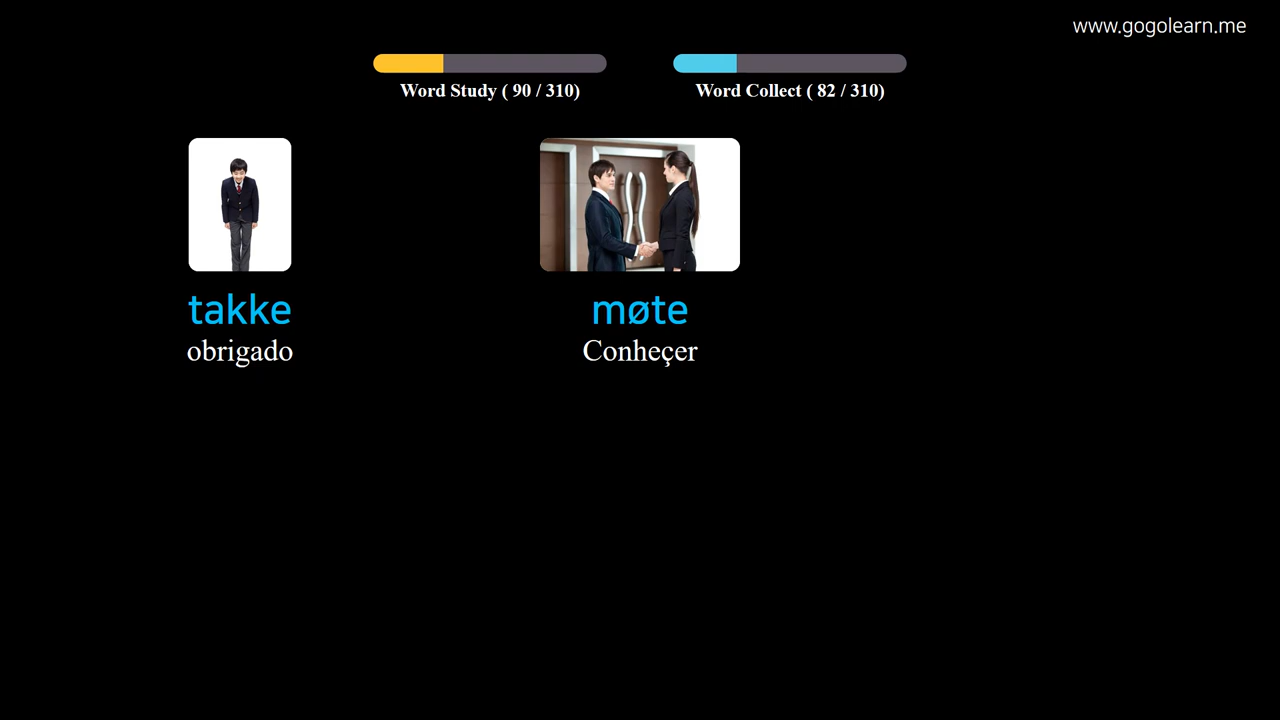 www.gogolearn.me
Word Study ( 90 / 310)
Word Collect ( 82 / 310)
takke
obrigado
møte
Conheçer